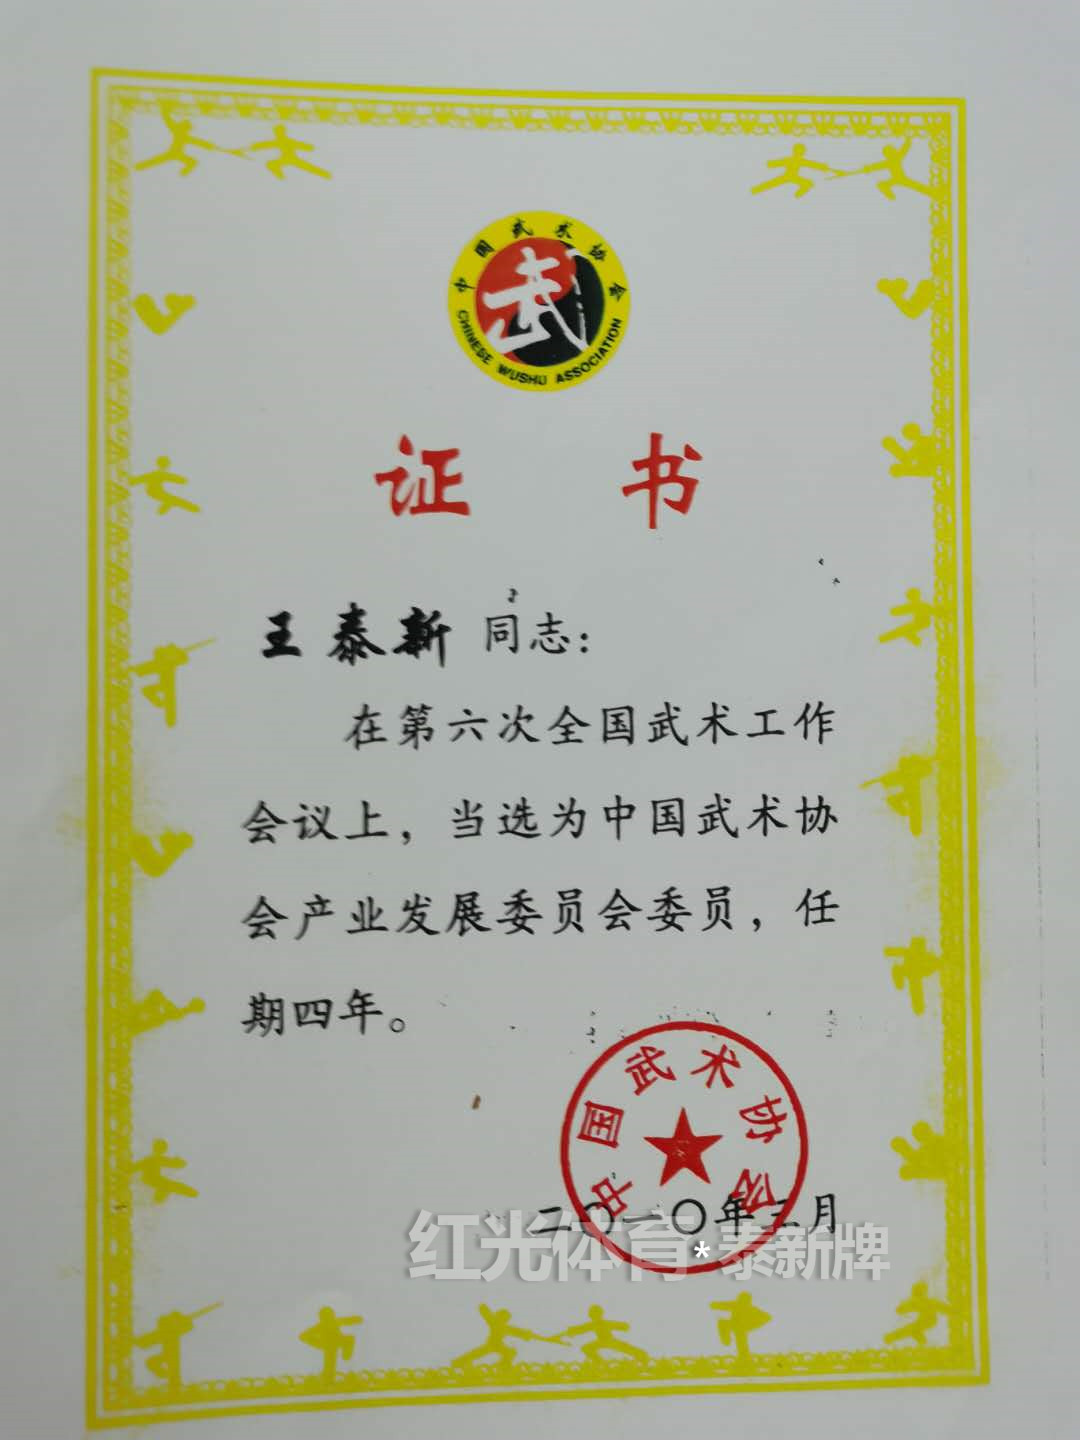 中国武术协会
CHINESE WUSHU ASSOCIATION
武
证书
王泰新 同志：
在第六次全国武术工作
会议上，当选为中国武术协
会产业发展委员会委员，任
期四年。
中国武术协会
二〇一〇年三月
红光体育*泰新牌